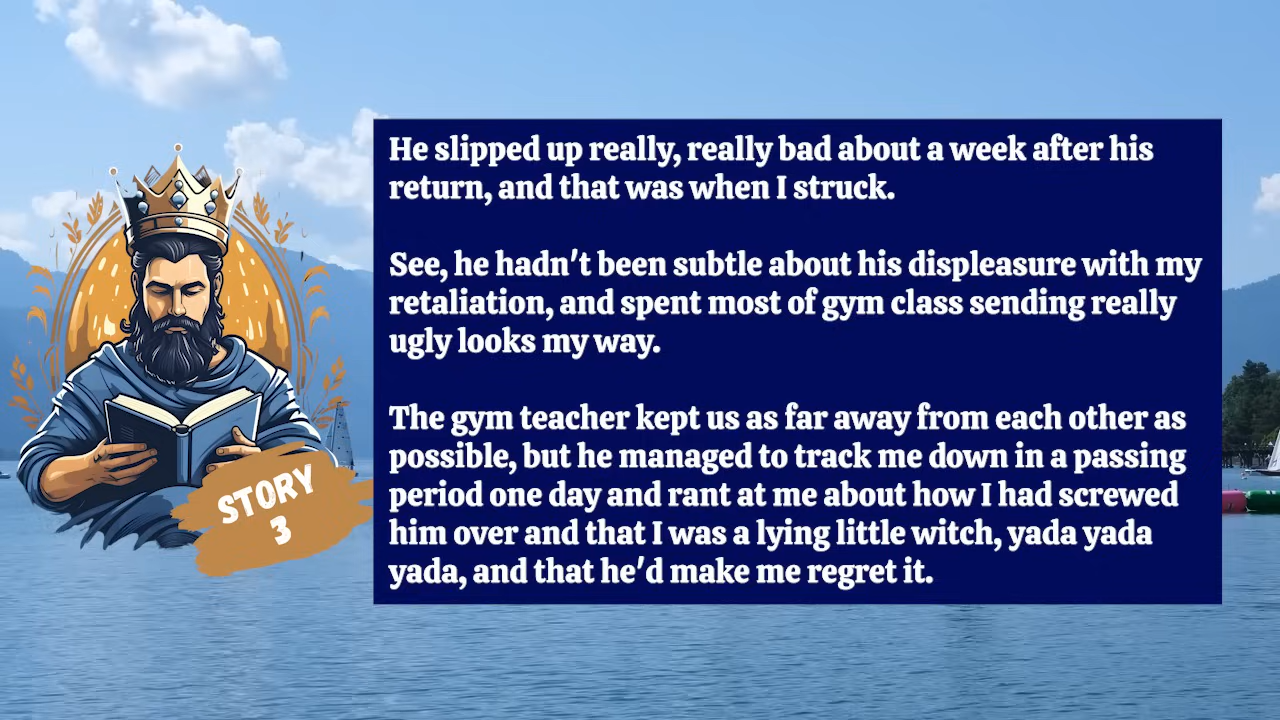 He slipped up really, really bad about a week after his
return, and that was when I struck.
See, he hadn't been subtle about his displeasure with my
retaliation, and spent most of gym class sending really
ugly looks my way.
The gym teacher kept us as far away from each other as
possible, but he managed to track me down in a passing
period one day and rant at me about how I had screwed
him over and that I was a lying little witch, yada yada
yada, and that he'd make me regret it.
STORY
3